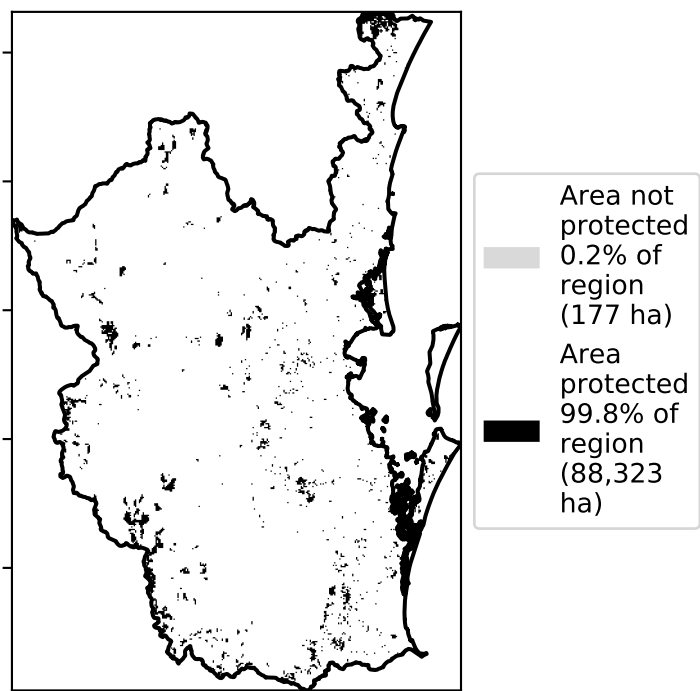 Area not
protected
0.2% of
region
(177 ha)
Area
protected
99.8% of
region
(88,323
ha)